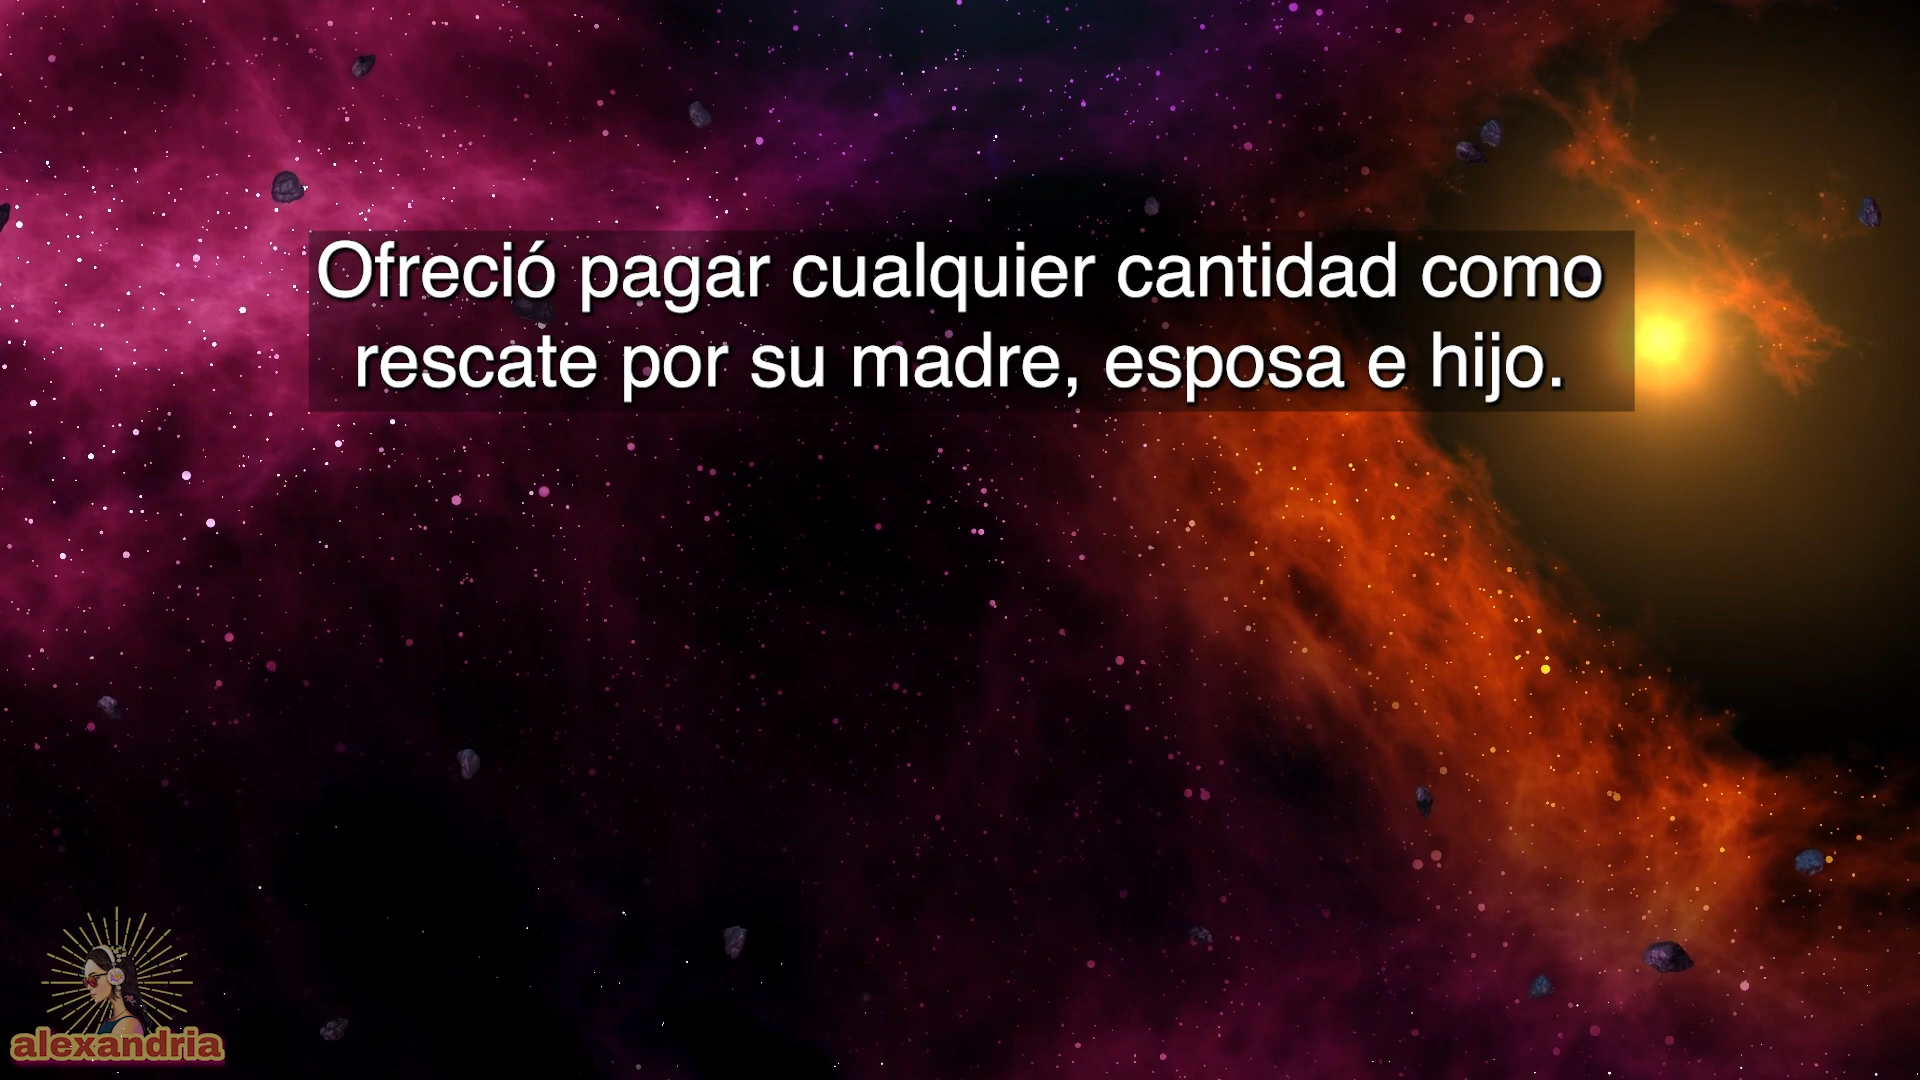 Ofreció pagar cualquier cantidad como
rescate por su madre, esposa e hijo.
alexandria